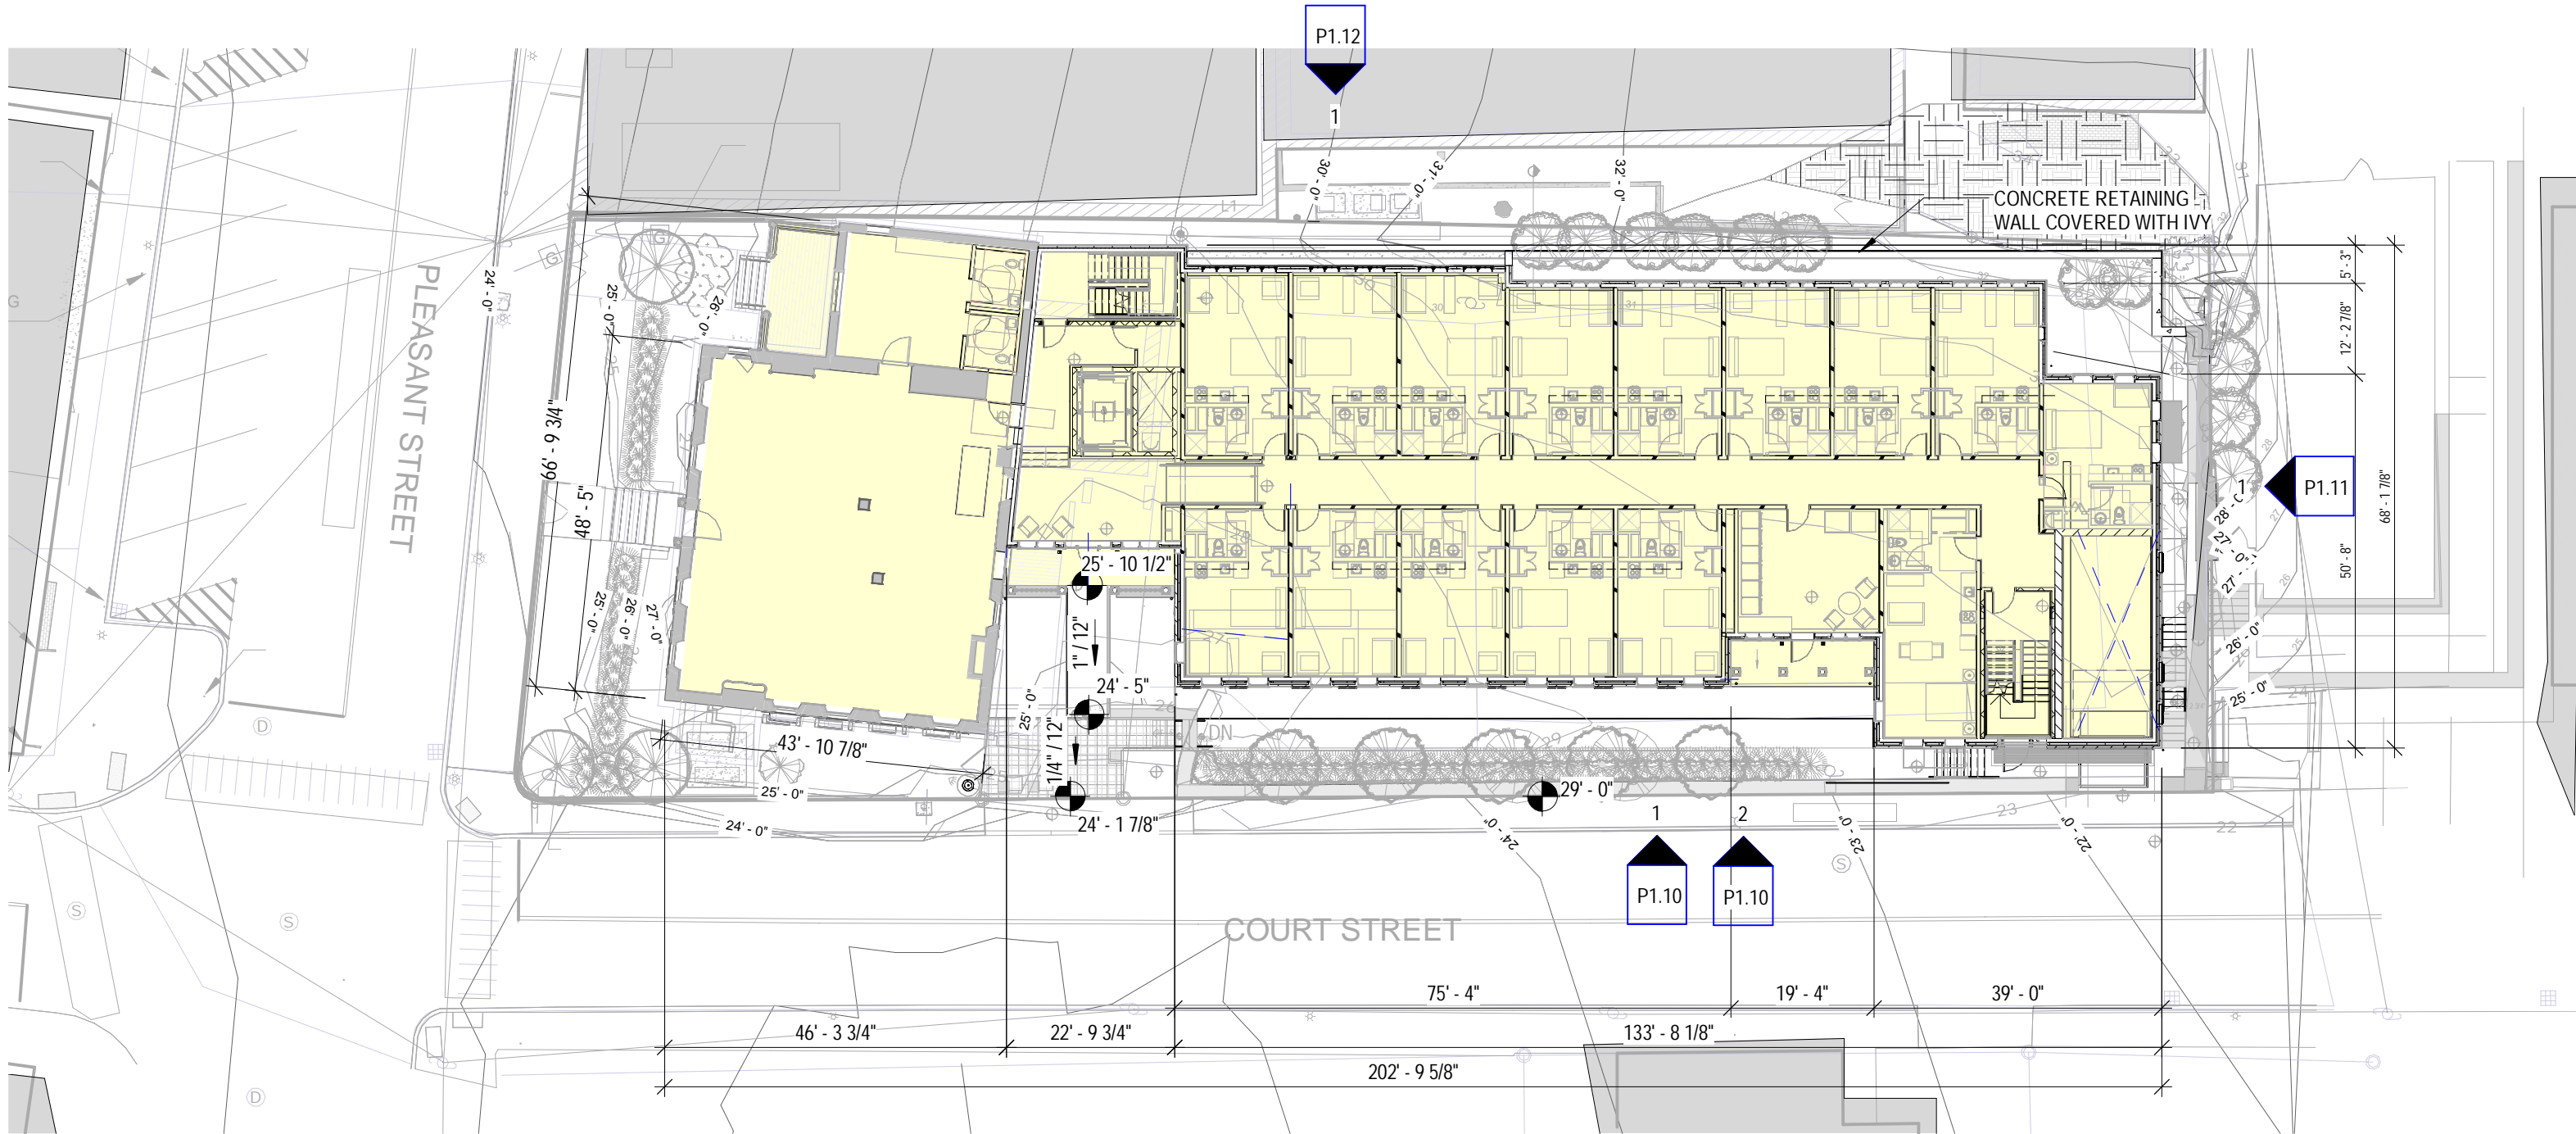 P1.12
1
30' - 0"
31' - 0"
32' - 0"
CONCRETE RETAINING
WALL COVERED WITH IVY
L1
G
G
G
PLEASANT STREET
24' - 0"
25' - 0"
26' - 0"
66' - 9 3/4"
48' - 5"
25' - 0"
26' - 0"
27' - 0"
5' - 3"
12' - 2 7/8"
68' - 1 7/8"
50' - 8"
1
P1.11
27' - 0"
26' - 0"
25' - 0"
25' - 10 1/2"
1" / 12"
24' - 5"
25' - 0"
1/4" / 12"
24' - 1 7/8"
DN
43' - 10 7/8"
25' - 0"
24' - 0"
29' - 0"
24' - 0"
23' - 0"
22' - 0"
23
22
24
1
2
P1.10
P1.10
D
S
S
S
D
COURT STREET
75' - 4"
19' - 4"
39' - 0"
46' - 3 3/4"
22' - 9 3/4"
133' - 8 1/8"
202' - 9 5/8"